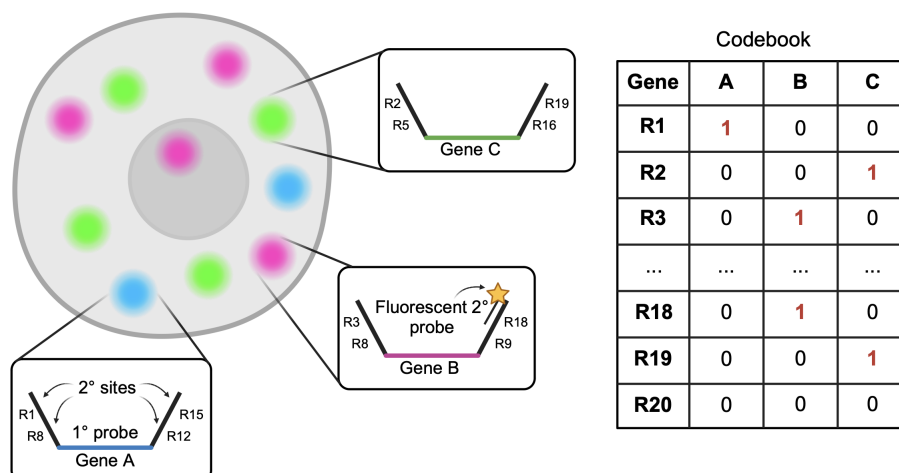 R2
R5
R19
R16
Gene C
Fluorescent 2°
probe
R3
R8
R18
R9
Gene B
2° sites
R1
R8
1° probe
R15
R12
Gene A
Codebook
Gene A B C
R1 1 0 0
R2 0 0 1
R3 0 1 0
... ... ... ...
R18 0 1 0
R19 0 0 1
R20 0 0 0